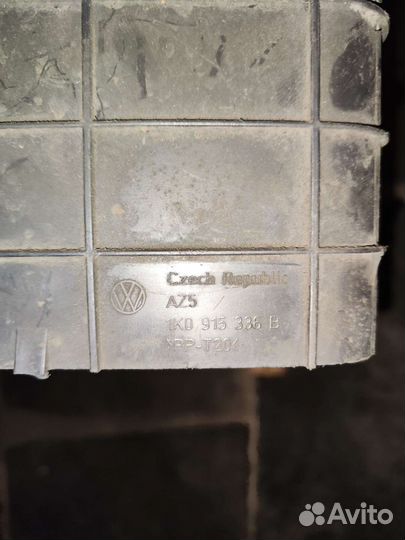 Czech Republic
AZ5
1K0 915 336 B
>PP-T20<
Avito